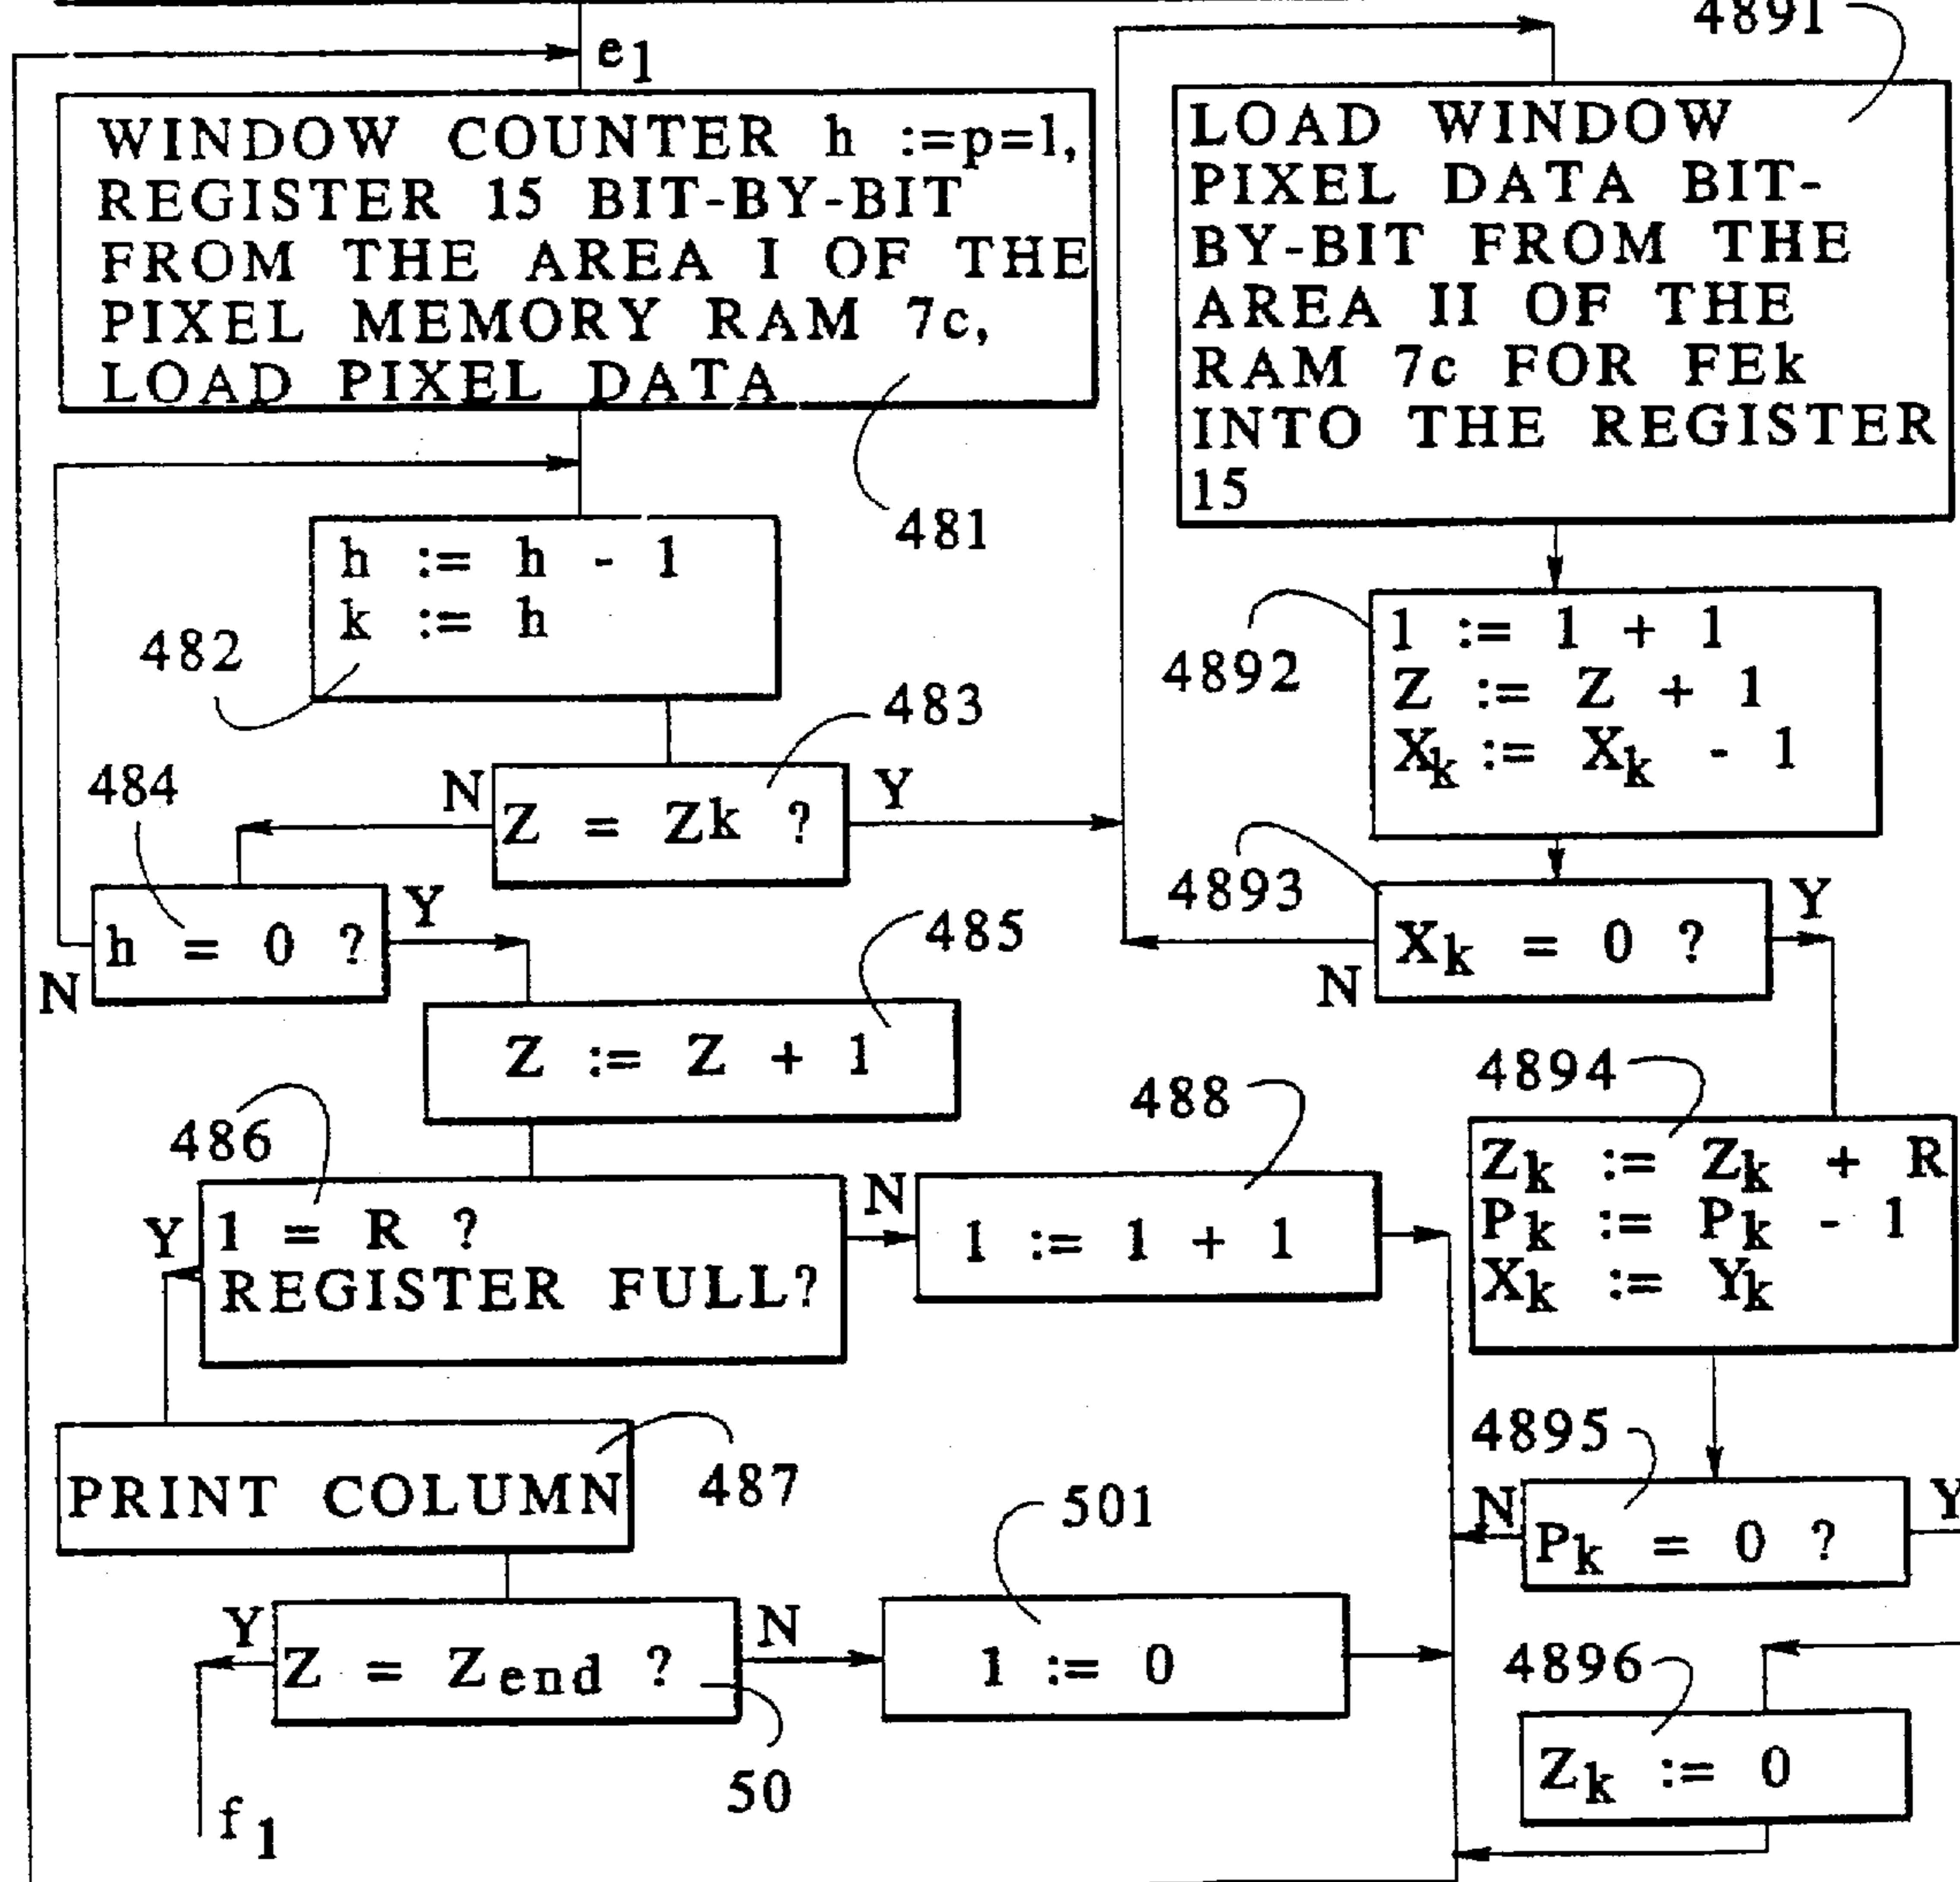 4891
e1
WINDOW COUNTER h :=p=1,
REGISTER 15 BIT-BY-BIT
FROM THE AREA I OF THE
PIXEL MEMORY RAM 7c,
LOAD PIXEL DATA
481
h := h - 1
k := h
482
483
N
Z = Zk ?
Y
484
h = 0 ?
Y
N
485
Z := Z + 1
486
Y
1 = R ?
REGISTER FULL?
N
488
1 := 1 + 1
PRINT COLUMN
487
Y
Z = Zend ?
N
50
f1
501
1 := 0
LOAD WINDOW
PIXEL DATA BIT-
BY-BIT FROM THE
AREA II OF THE
RAM 7c FOR FEk
INTO THE REGISTER
15
4892
1 := 1 + 1
Z := Z + 1
Xk := Xk - 1
4893
Xk = 0 ?
Y
N
4894
Zk := Zk + R
Pk := Pk - 1
Xk := Yk
4895
N
Pk = 0 ?
Y
4896
Zk := 0